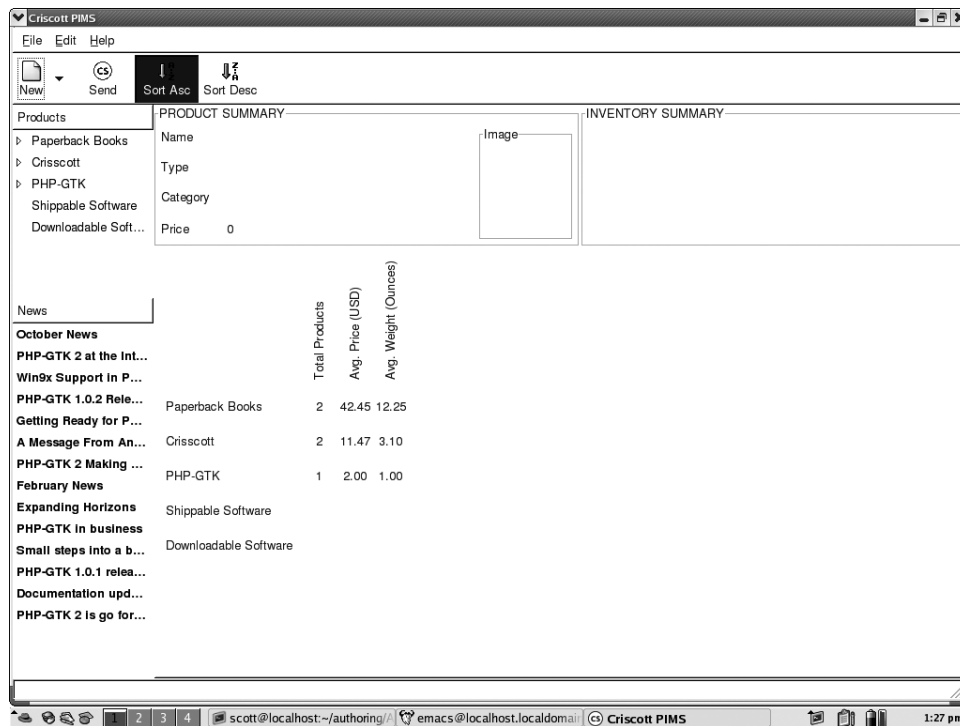 Criscott PIMS
File Edit Help
New Send Sort Asc Sort Desc
Products
Paperback Books
Crisscott
PHP-GTK
Shippable Software
Downloadable Soft...
PRODUCT SUMMARY
Name
Type
Category
Price 0
Image
INVENTORY SUMMARY
News
October News
PHP-GTK 2 at the Int...
Win9x Support in P...
PHP-GTK 1.0.2 Rele...
Getting Ready for P...
A Message From An...
PHP-GTK 2 Making ...
February News
Expanding Horizons
PHP-GTK in business
Small steps into a b...
PHP-GTK 1.0.1 relea...
Documentation upd...
PHP-GTK 2 is go for...
Total Products
Avg. Price (USD)
Avg. Weight (Ounces)
Paperback Books 2 42.45 12.25
Crisscott 2 11.47 3.10
PHP-GTK 1 2.00 1.00
Shippable Software
Downloadable Software
1 2 3 4 scott@localhost:~/authoring/A emacs@localhost.localdomain Criscott PIMS 1:27 pm